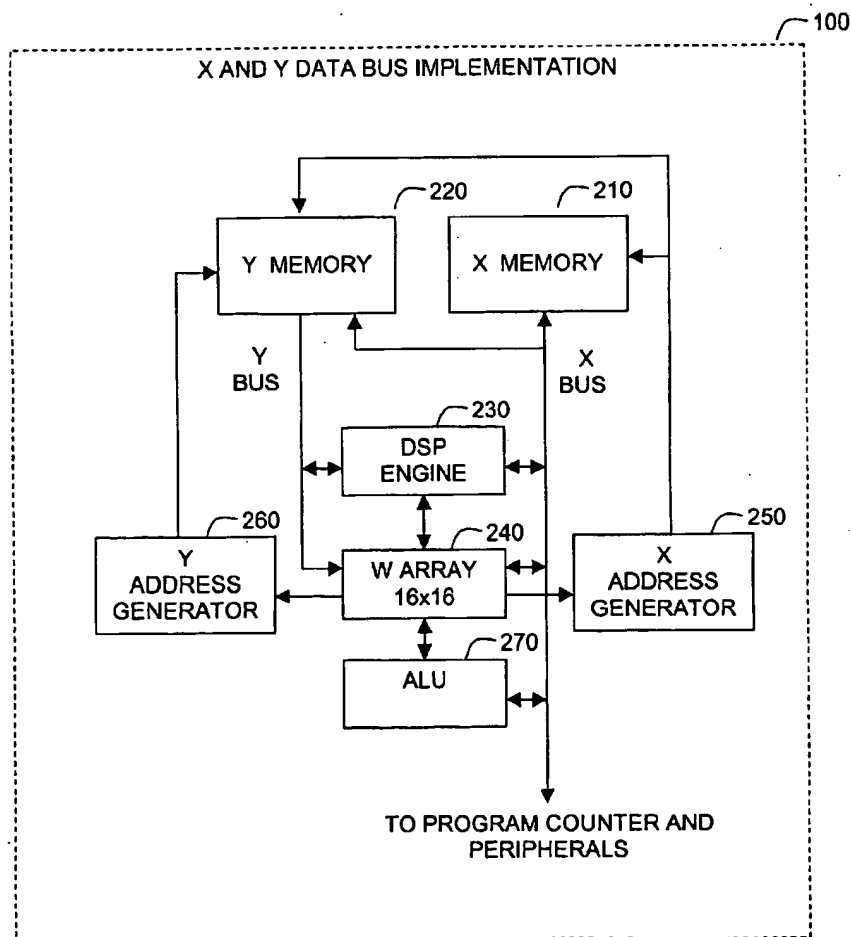 100
X AND Y DATA BUS IMPLEMENTATION
220
210
Y MEMORY
X MEMORY
Y
BUS
X
BUS
230
DSP
ENGINE
260
240
250
Y
ADDRESS
GENERATOR
W ARRAY
16x16
X
ADDRESS
GENERATOR
270
ALU
TO PROGRAM COUNTER AND
PERIPHERALS